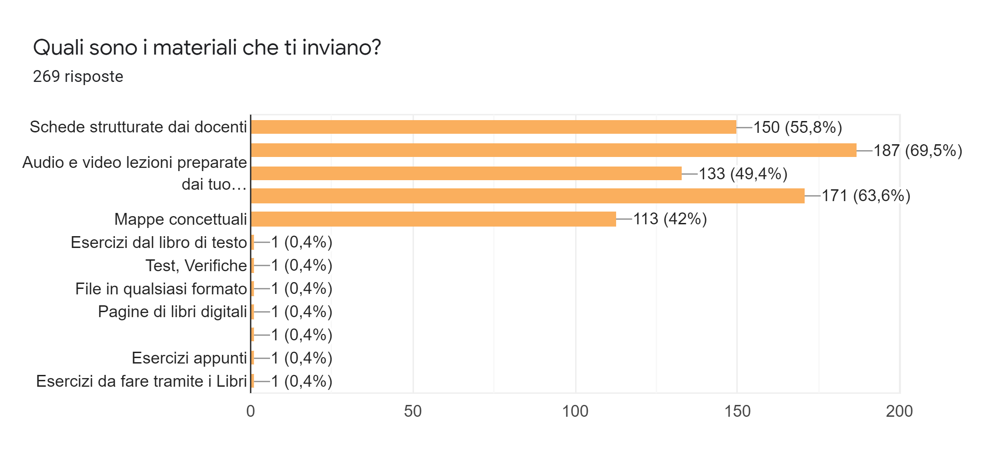 Quali sono i materiali che ti inviano?
269 risposte
Schede strutturate dai docenti
150 (55,8%)
187 (69,5%)
Audio e video lezioni preparate
dai tuo…
133 (49,4%)
171 (63,6%)
Mappe concettuali
113 (42%)
Esercizi dal libro di testo
1 (0,4%)
Test, Verifiche
1 (0,4%)
File in qualsiasi formato
1 (0,4%)
Pagine di libri digitali
1 (0,4%)
1 (0,4%)
Esercizi appunti
1 (0,4%)
Esercizi da fare tramite i Libri
1 (0,4%)
0
50
100
150
200